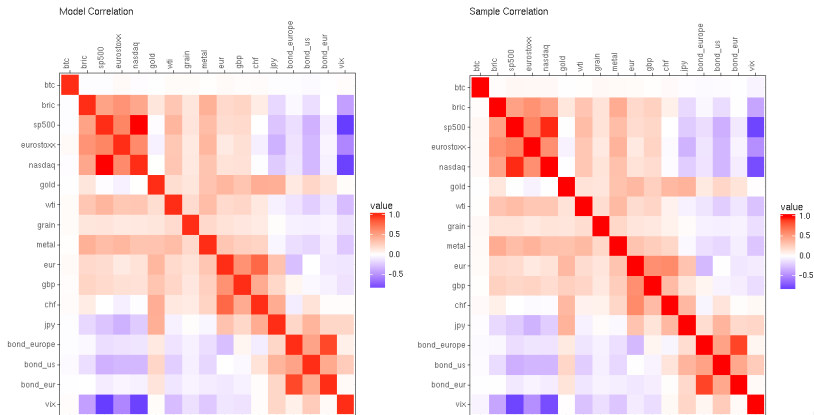 Model Correlation
btc bric sp500 eurostoxx nasdaq gold wti grain metal eur gbp chf jpy bond_europe bond_us bond_eur vix
btc
bric
sp500
eurostoxx
nasdaq
gold
wti
grain
metal
eur
gbp
chf
jpy
bond_europe
bond_us
bond_eur
vix
value
1.0
0.5
0.0
−0.5
Sample Correlation
btc bric sp500 eurostoxx nasdaq gold wti grain metal eur gbp chf jpy bond_europe bond_us bond_eur vix
btc
bric
sp500
eurostoxx
nasdaq
gold
wti
grain
metal
eur
gbp
chf
jpy
bond_europe
bond_us
bond_eur
vix
value
1.0
0.5
0.0
−0.5